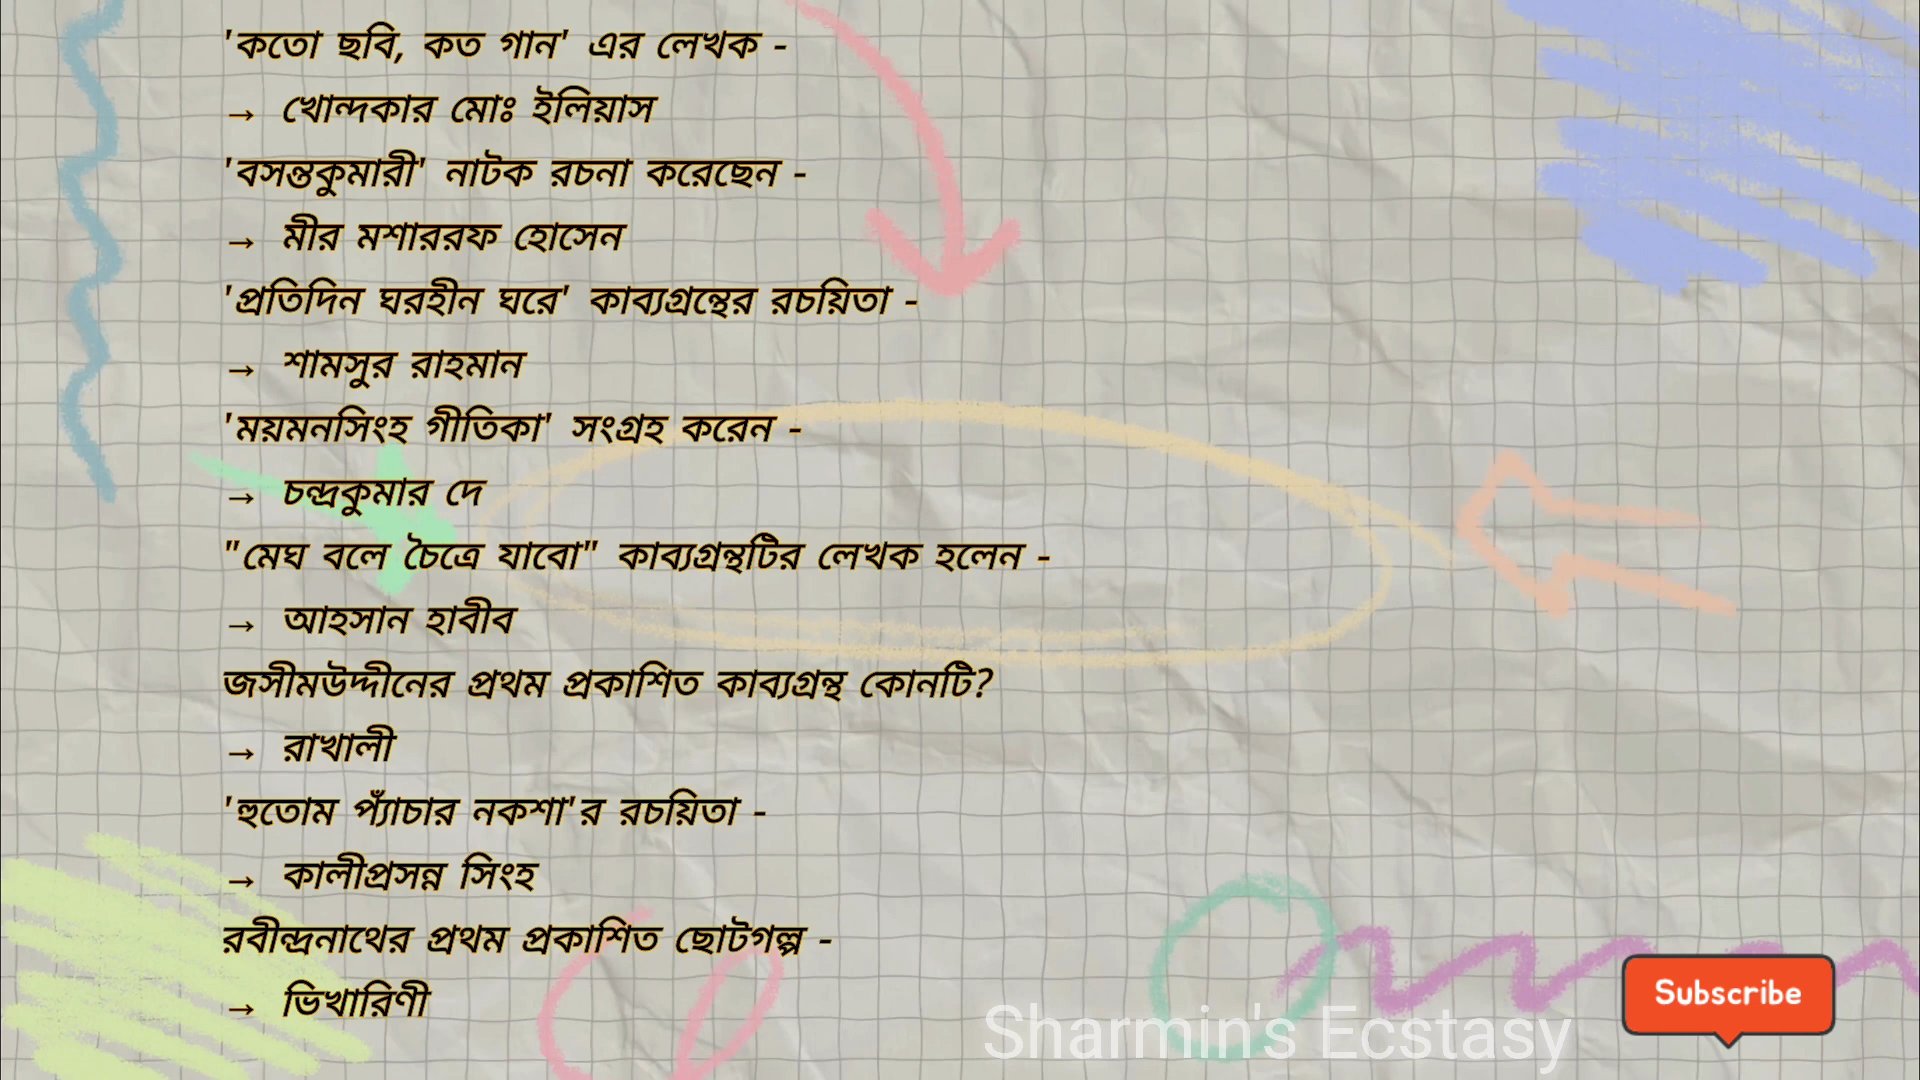 'কতো ছবি, কত গান' এর লেখক -
→ খোন্দকার মোঃ ইলিয়াস
'বসন্তকুমারী' নাটক রচনা করেছেন -
→ মীর মশাররফ হোসেন
'প্রতিদিন ঘরহীন ঘরে' কাব্যগ্রন্থের রচয়িতা -
→ শামসুর রাহমান
'ময়মনসিংহ গীতিকা' সংগ্রহ করেন -
→ চন্দ্রকুমার দে
"মেঘ বলে চৈত্রে যাবো" কাব্যগ্রন্থটির লেখক হলেন -
→ আহসান হাবীব
জসীমউদ্দীনের প্রথম প্রকাশিত কাব্যগ্রন্থ কোনটি?
→ রাখালী
'হুতোম প্যাঁচার নকশা'র রচয়িতা -
→ কালীপ্রসন্ন সিংহ
রবীন্দ্রনাথের প্রথম প্রকাশিত ছোটগল্প -
→ ভিখারিণী
Sharmin's Ecstasy
Subscribe